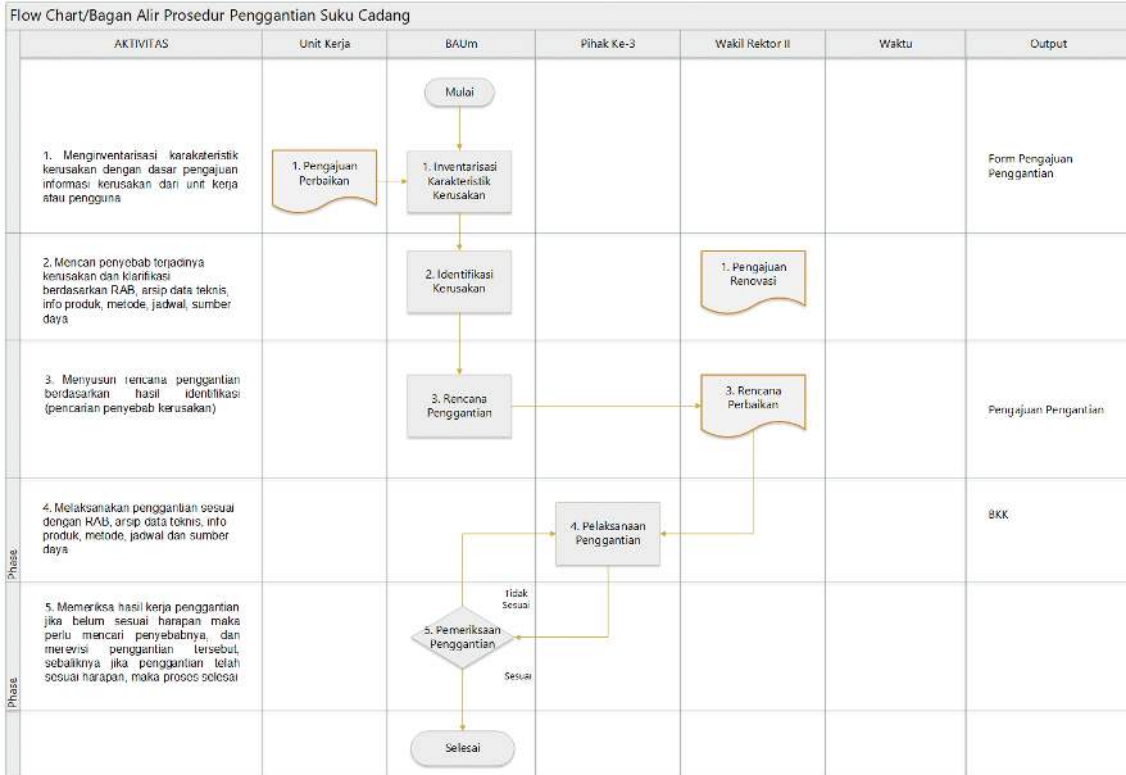 Flow Chart/Bagan Alir Prosedur Penggantian Suku Cadang
AKTIVITAS
Unit Kerja
BAUm
Pihak Ke-3
Wakil Rektor II
Waktu
Output
Mulai
1. Menginventarisasi karakateristik
kerusakan dengan dasar pengajuan
informasi kerusakan dari unit kerja
atau pengguna
1. Pengajuan
Perbaikan
1. Inventarisasi
Karakteristik
Kerusakan
Form Pengajuan
Penggantian
2. Mencari penyebab terjadinya
kerusakan dan klarifikasi
berdasarkan RAB, arsip data teknis,
info produk, metode, jadwal, sumber
daya
2. Identifikasi
Kerusakan
1. Pengajuan
Renovasi
3. Menyusun rencana penggantian
berdasarkan hasil identifikasi
(pencarian penyebab kerusakan)
3. Rencana
Penggantian
3. Rencana
Perbaikan
Pengajuan Pengantian
Phase
4. Melaksanakan penggantian sesuai
dengan RAB, arsip data teknis, info
produk, metode, jadwal dan sumber
daya
4. Pelaksanaan
Penggantian
BKK
Phase
5. Memeriksa hasil kerja penggantian
jika belum sesuai harapan maka
perlu mencari penyebabnya, dan
merevisi penggantian tersebut,
sebaliknya jika penggantian telah
sesuai harapan, maka proses selesai
Tidak
Sesuai
5. Pemeriksaan
Penggantian
Sesuai
Selesai